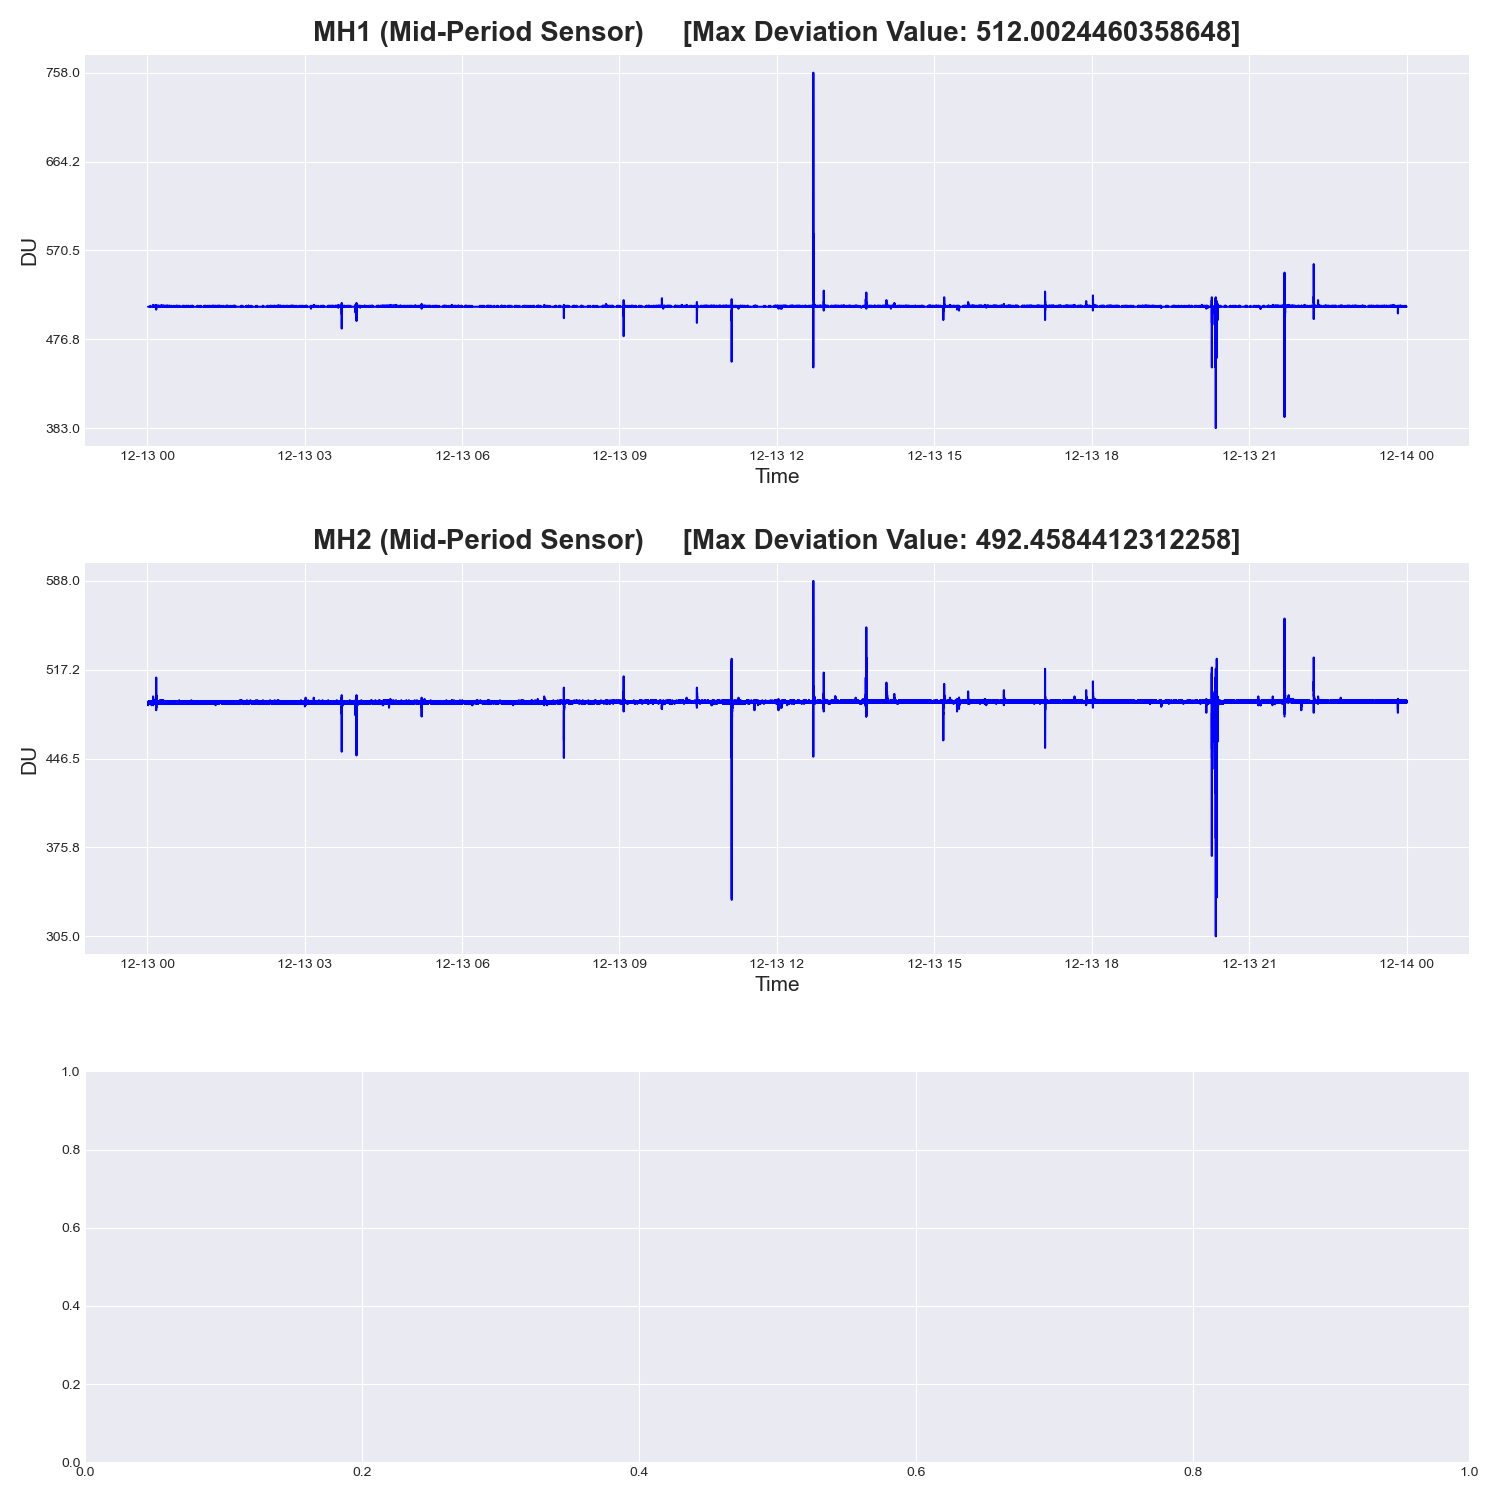 MH1 (Mid-Period Sensor) [Max Deviation Value: 512.0024460358648]
758.0
664.2
570.5
476.8
383.0
DU
12-13 00 12-13 03 12-13 06 12-13 09 12-13 12 12-13 15 12-13 18 12-13 21 12-14 00
Time
MH2 (Mid-Period Sensor) [Max Deviation Value: 492.4584412312258]
588.0
517.2
446.5
375.8
305.0
DU
12-13 00 12-13 03 12-13 06 12-13 09 12-13 12 12-13 15 12-13 18 12-13 21 12-14 00
Time
1.0
0.8
0.6
0.4
0.2
0.0
0.0 0.2 0.4 0.6 0.8 1.0